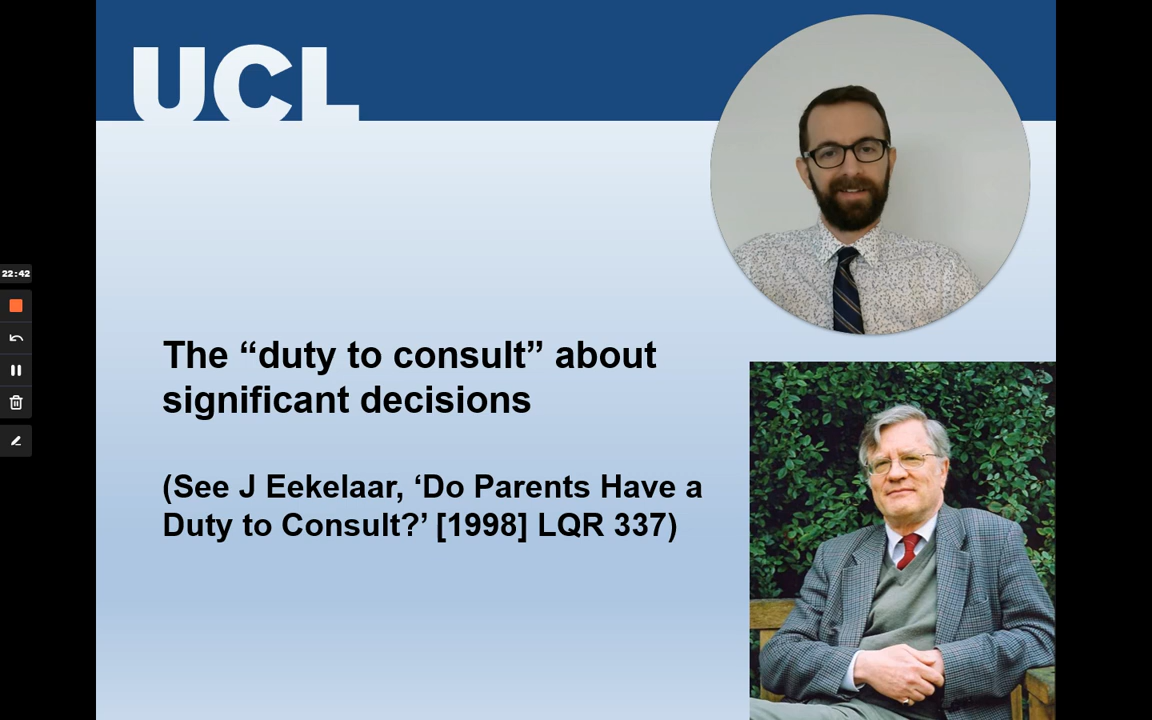 UCL
22:42
The “duty to consult” about
significant decisions
(See J Eekelaar, ‘Do Parents Have a
Duty to Consult?’ [1998] LQR 337)